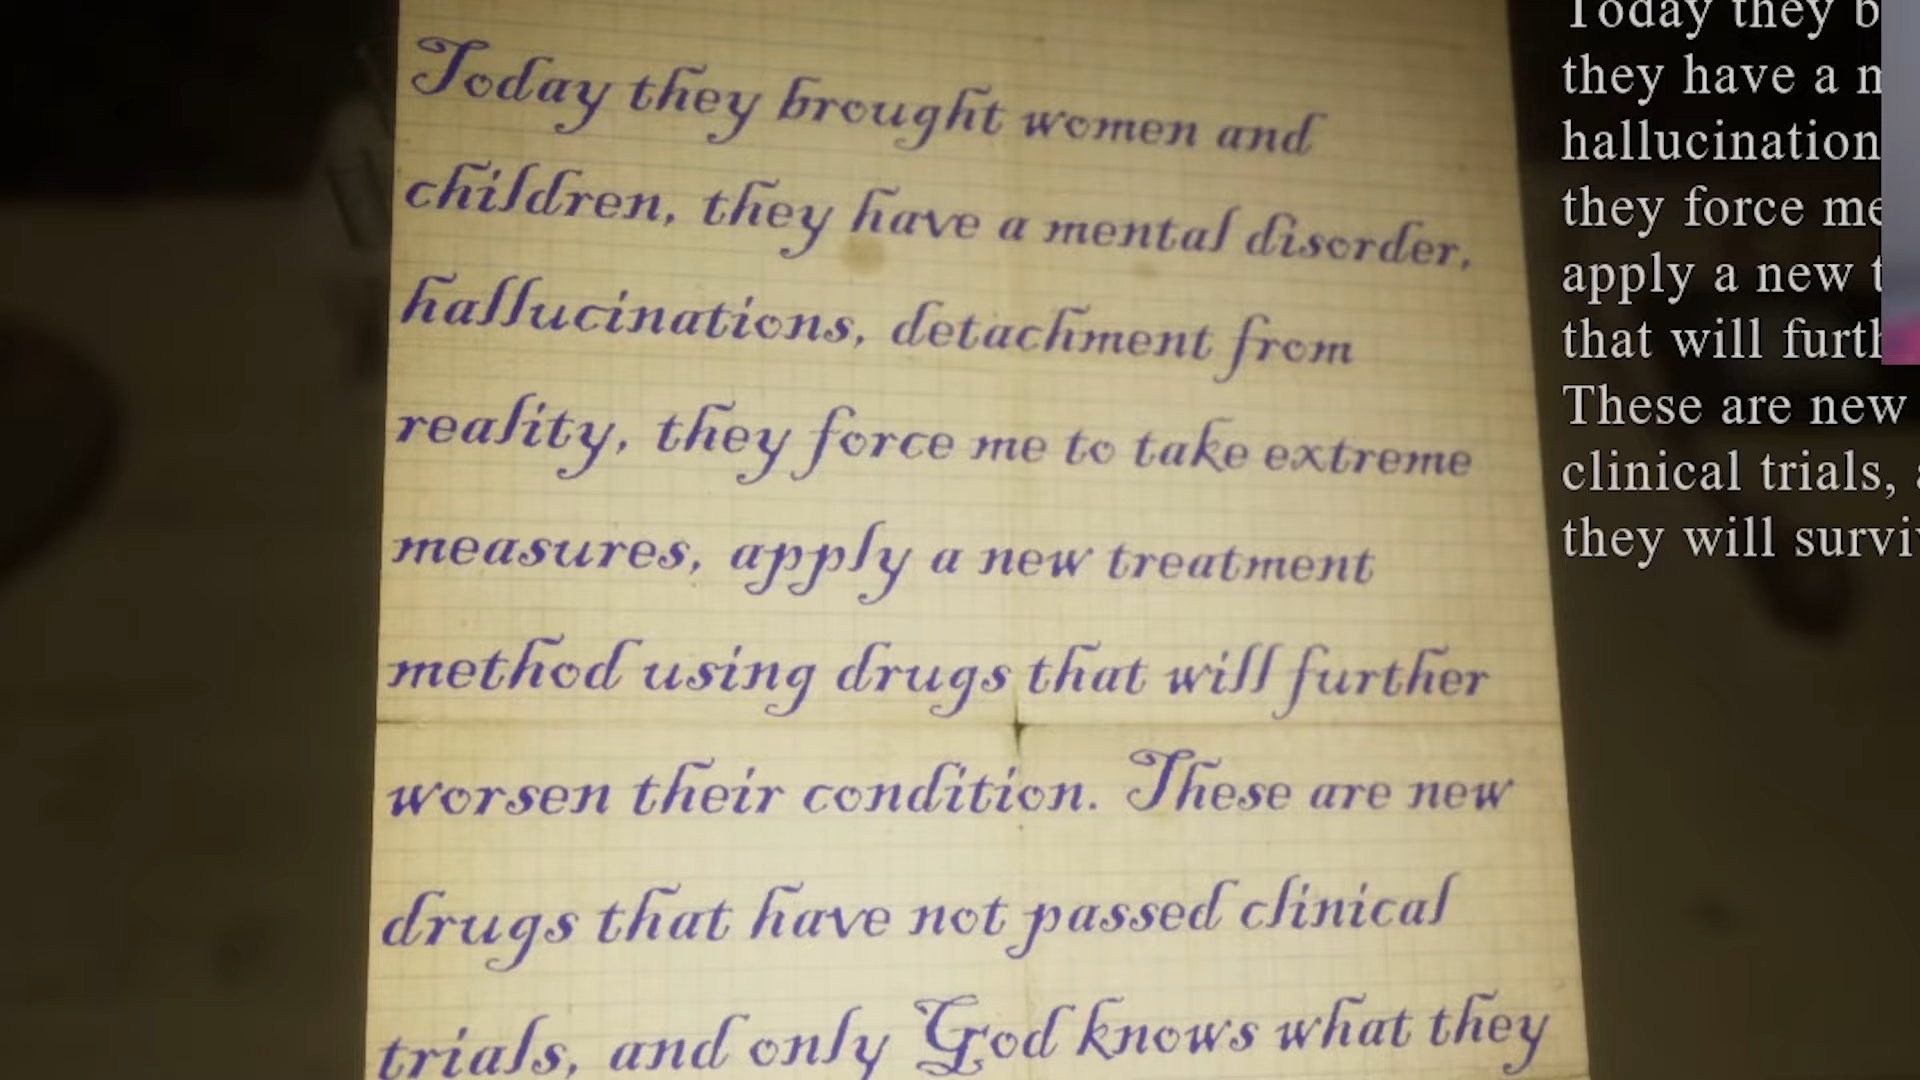 Today they brought women and
children, they have a mental disorder,
hallucinations, detachment from
reality, they force me to take extreme
measures, apply a new treatment
method using drugs that will further
worsen their condition. These are new
drugs that have not passed clinical
trials, and only God knows what they
Today they
they have a
hallucination
they force me
apply a new
that will
These are new
clinical trials,
they will